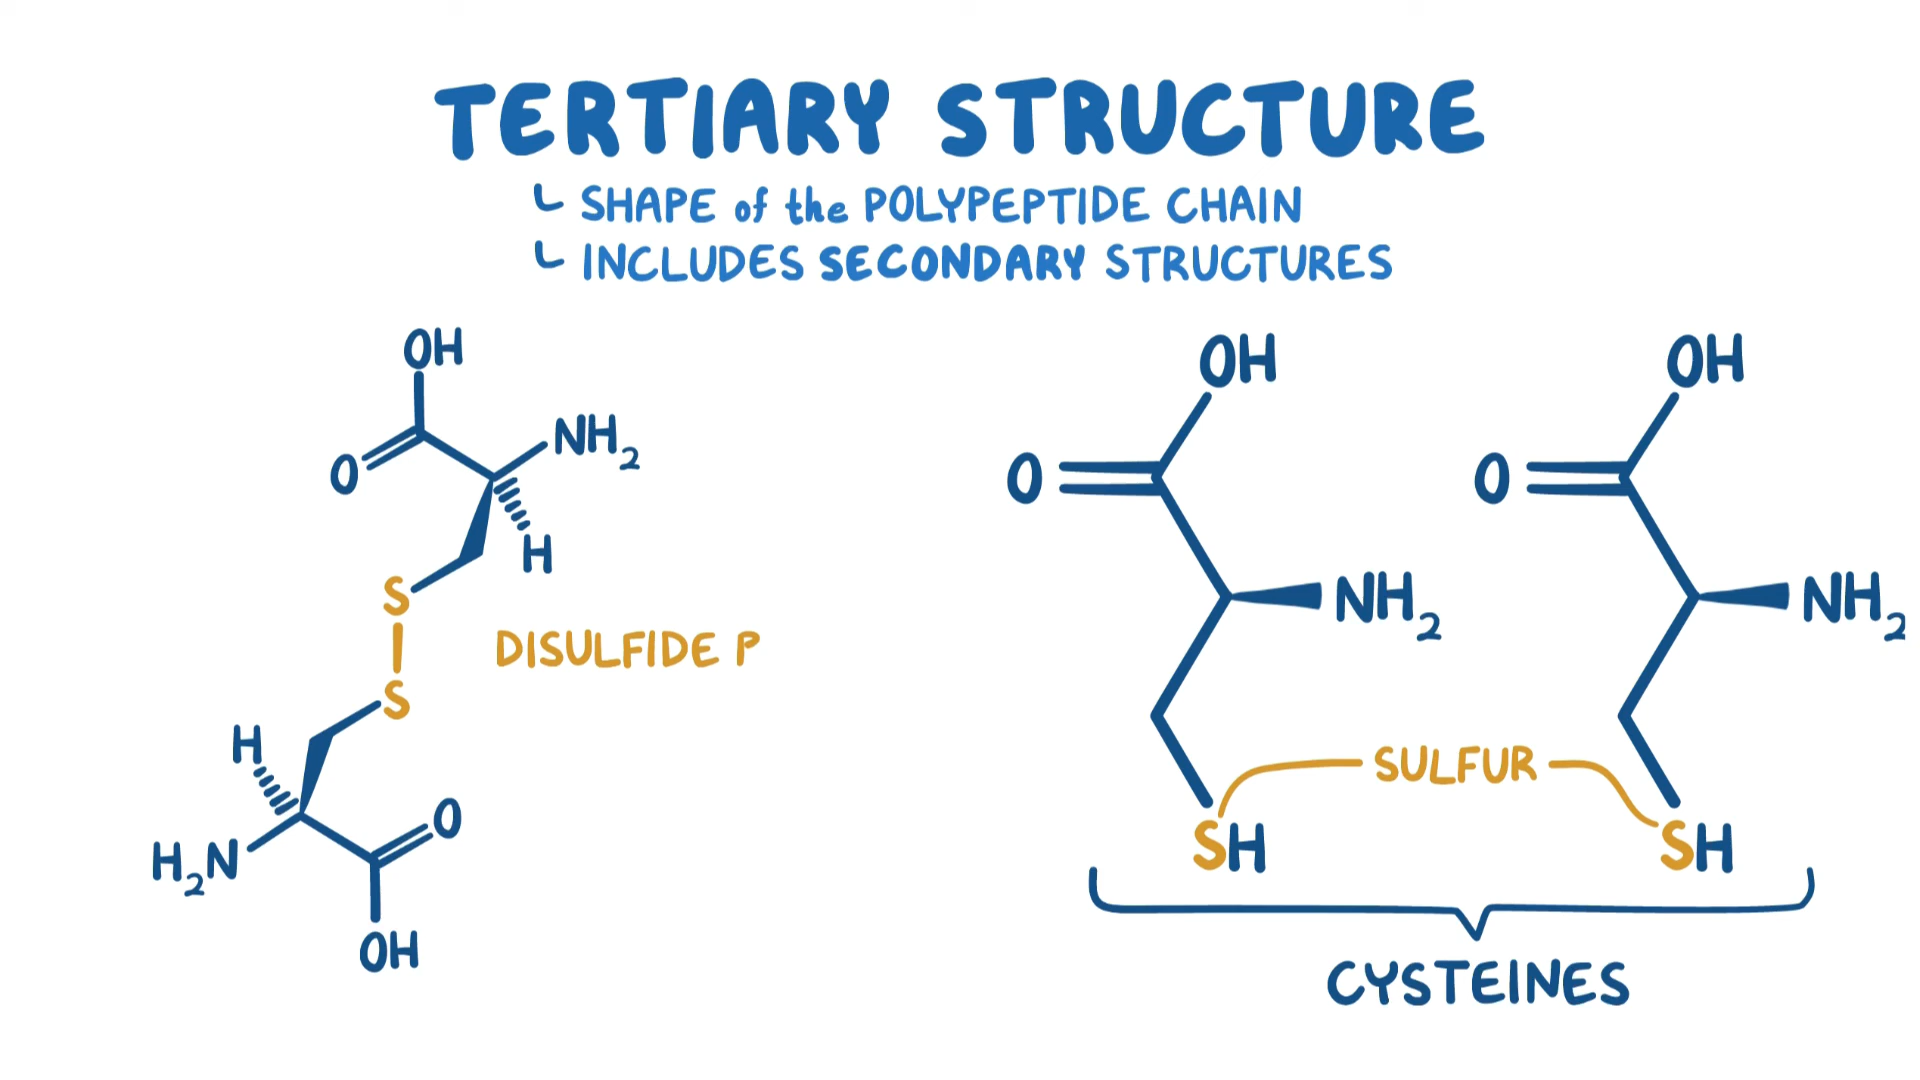 TERTIARY STRUCTURE
SHAPE of the POLYPEPTIDE CHAIN
INCLUDES SECONDARY STRUCTURES
OH
O
NH2
H
S
DISULFIDE P
S
H
O
H2N
OH
OH
OH
O
O
NH2
NH2
SULFUR
SH
SH
CYSTEINES